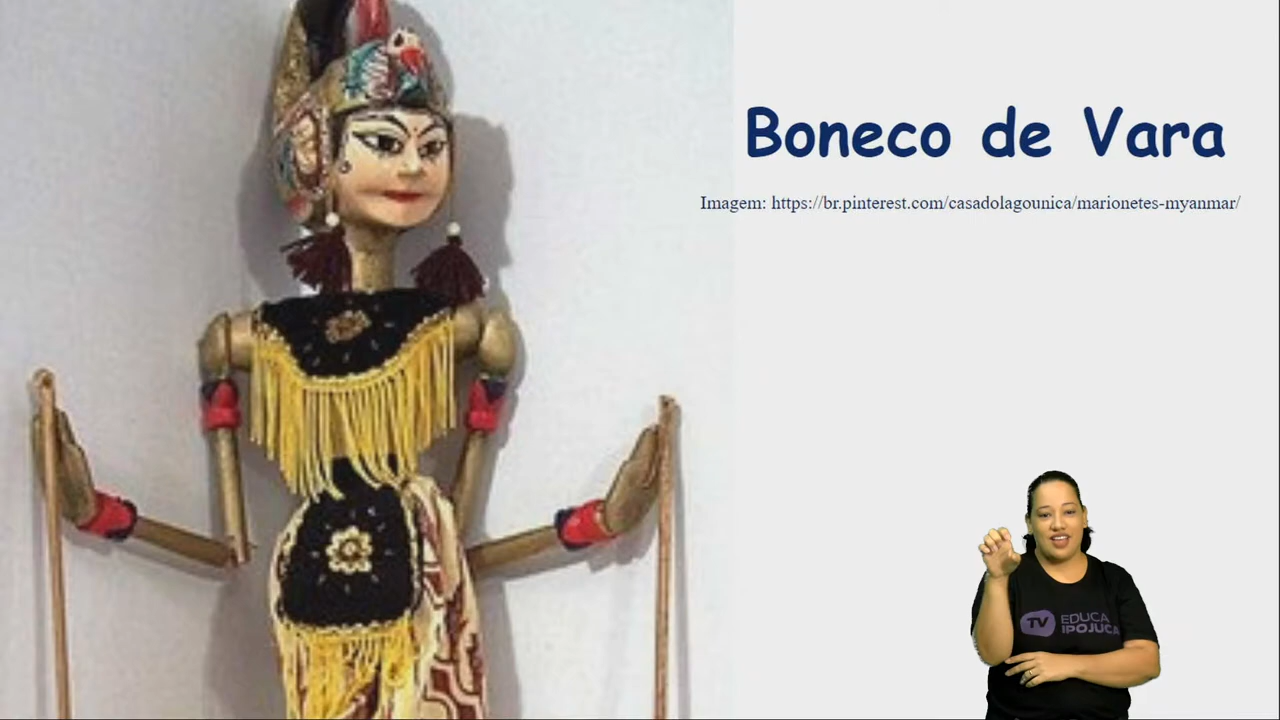 Boneco de Vara
Imagem: https://br.pinterest.com/casadolagounica/marionetes-myanmar/
TV EDUCA
IPOJUCA